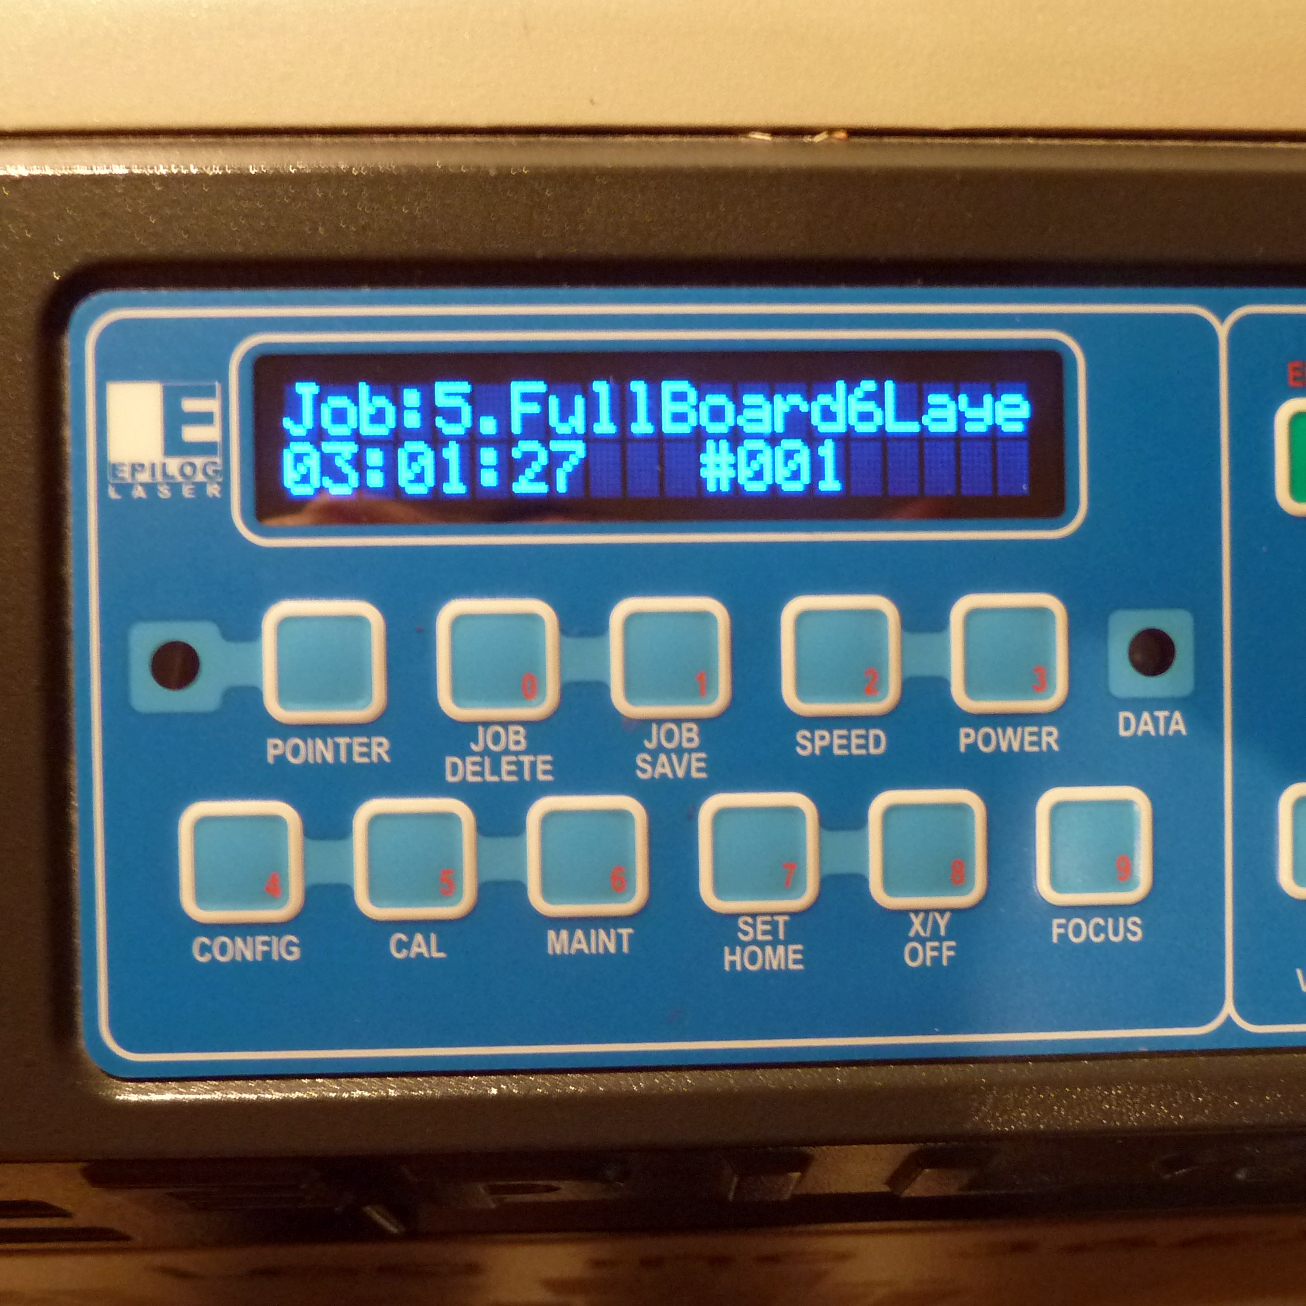 Job:5.FullBoard6Laye
03:01:27 #001
E
EPILOG
LASER
0
1
2
3
POINTER
JOB
DELETE
JOB
SAVE
SPEED
POWER
DATA
4
5
6
7
8
9
CONFIG
CAL
MAINT
SET
HOME
X/Y
OFF
FOCUS